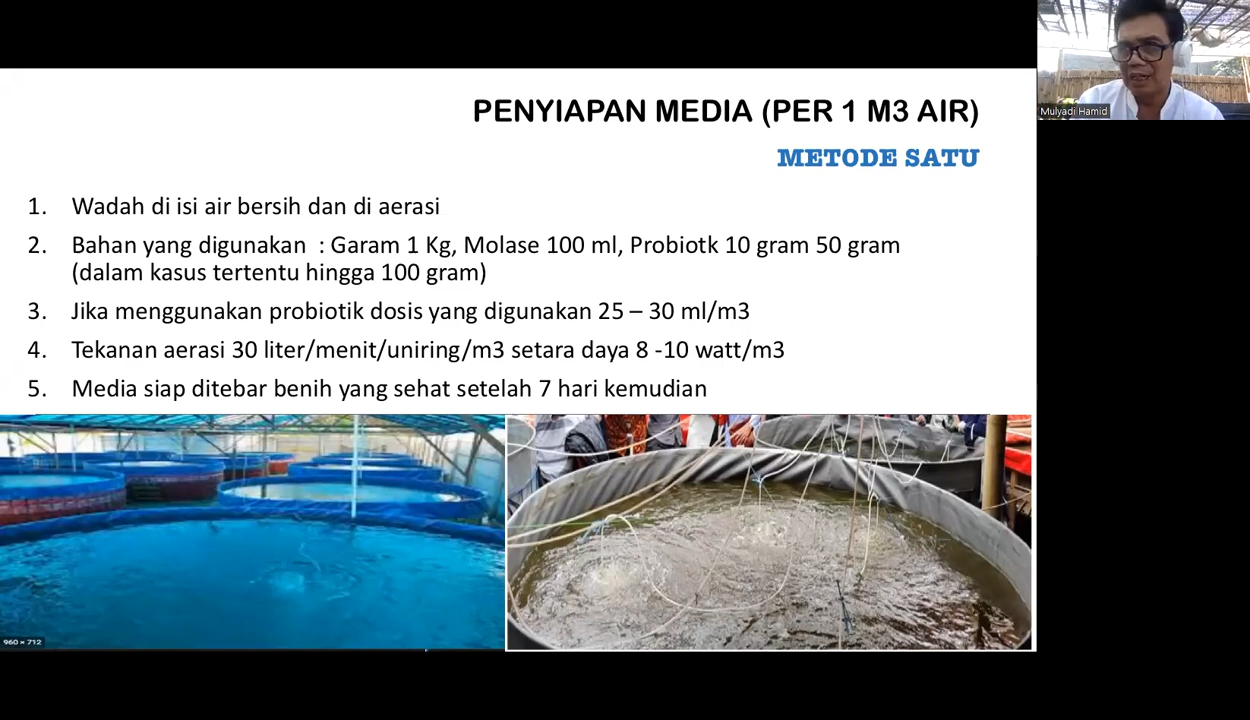 PENYIAPAN MEDIA (PER 1 M3 AIR)
METODE SATU
1. Wadah di isi air bersih dan di aerasi
2. Bahan yang digunakan : Garam 1 Kg, Molase 100 ml, Probiotk 10 gram 50 gram
(dalam kasus tertentu hingga 100 gram)
3. Jika menggunakan probiotik dosis yang digunakan 25 – 30 ml/m3
4. Tekanan aerasi 30 liter/menit/uniring/m3 setara daya 8 -10 watt/m3
5. Media siap ditebar benih yang sehat setelah 7 hari kemudian
960 × 712
Mulyadi Hamid